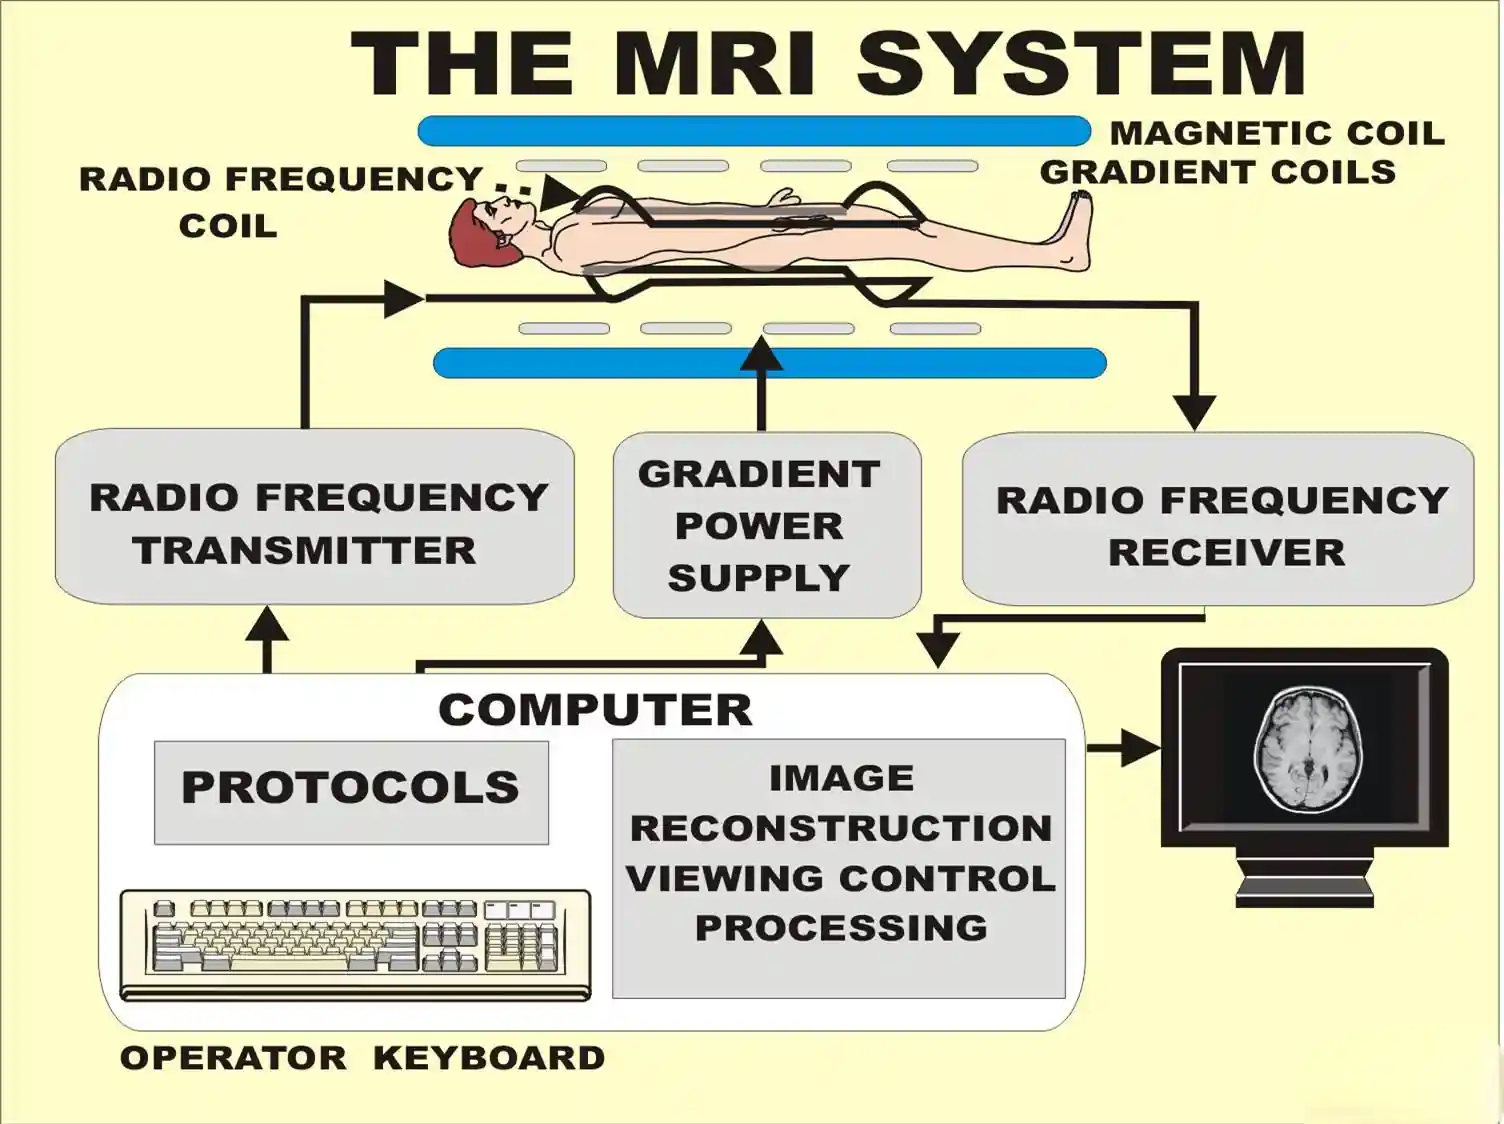 THE MRI SYSTEM
MAGNETIC COIL
RADIO FREQUENCY
COIL
GRADIENT COILS
RADIO FREQUENCY
TRANSMITTER
GRADIENT
POWER
SUPPLY
RADIO FREQUENCY
RECEIVER
COMPUTER
PROTOCOLS
IMAGE
RECONSTRUCTION
VIEWING CONTROL
PROCESSING
OPERATOR KEYBOARD